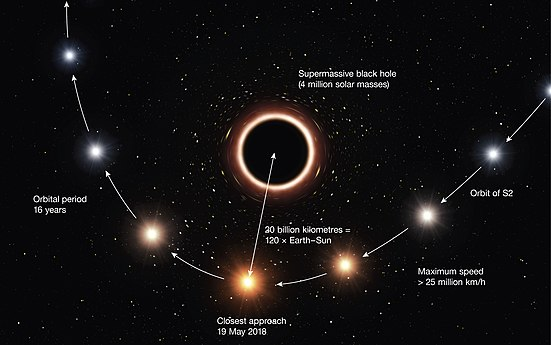 Supermassive black hole
(4 million solar masses)
Orbital period
16 years
Orbit of S2
20 billion kilometres =
120 × Earth–Sun
Maximum speed
> 25 million km/h
Closest approach
19 May 2018